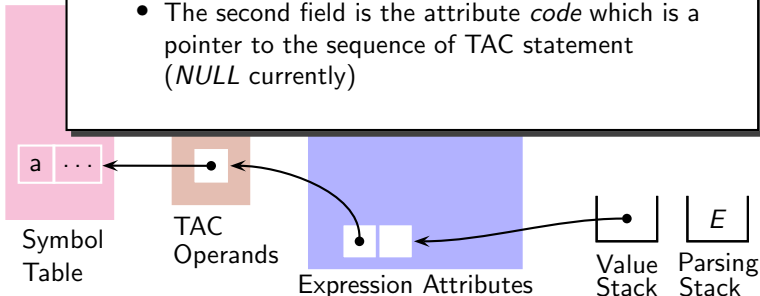 • The second field is the attribute code which is a
pointer to the sequence of TAC statement
(NULL currently)
a ...
E
Symbol
Table
TAC
Operands
Expression Attributes
Value
Stack
Parsing
Stack